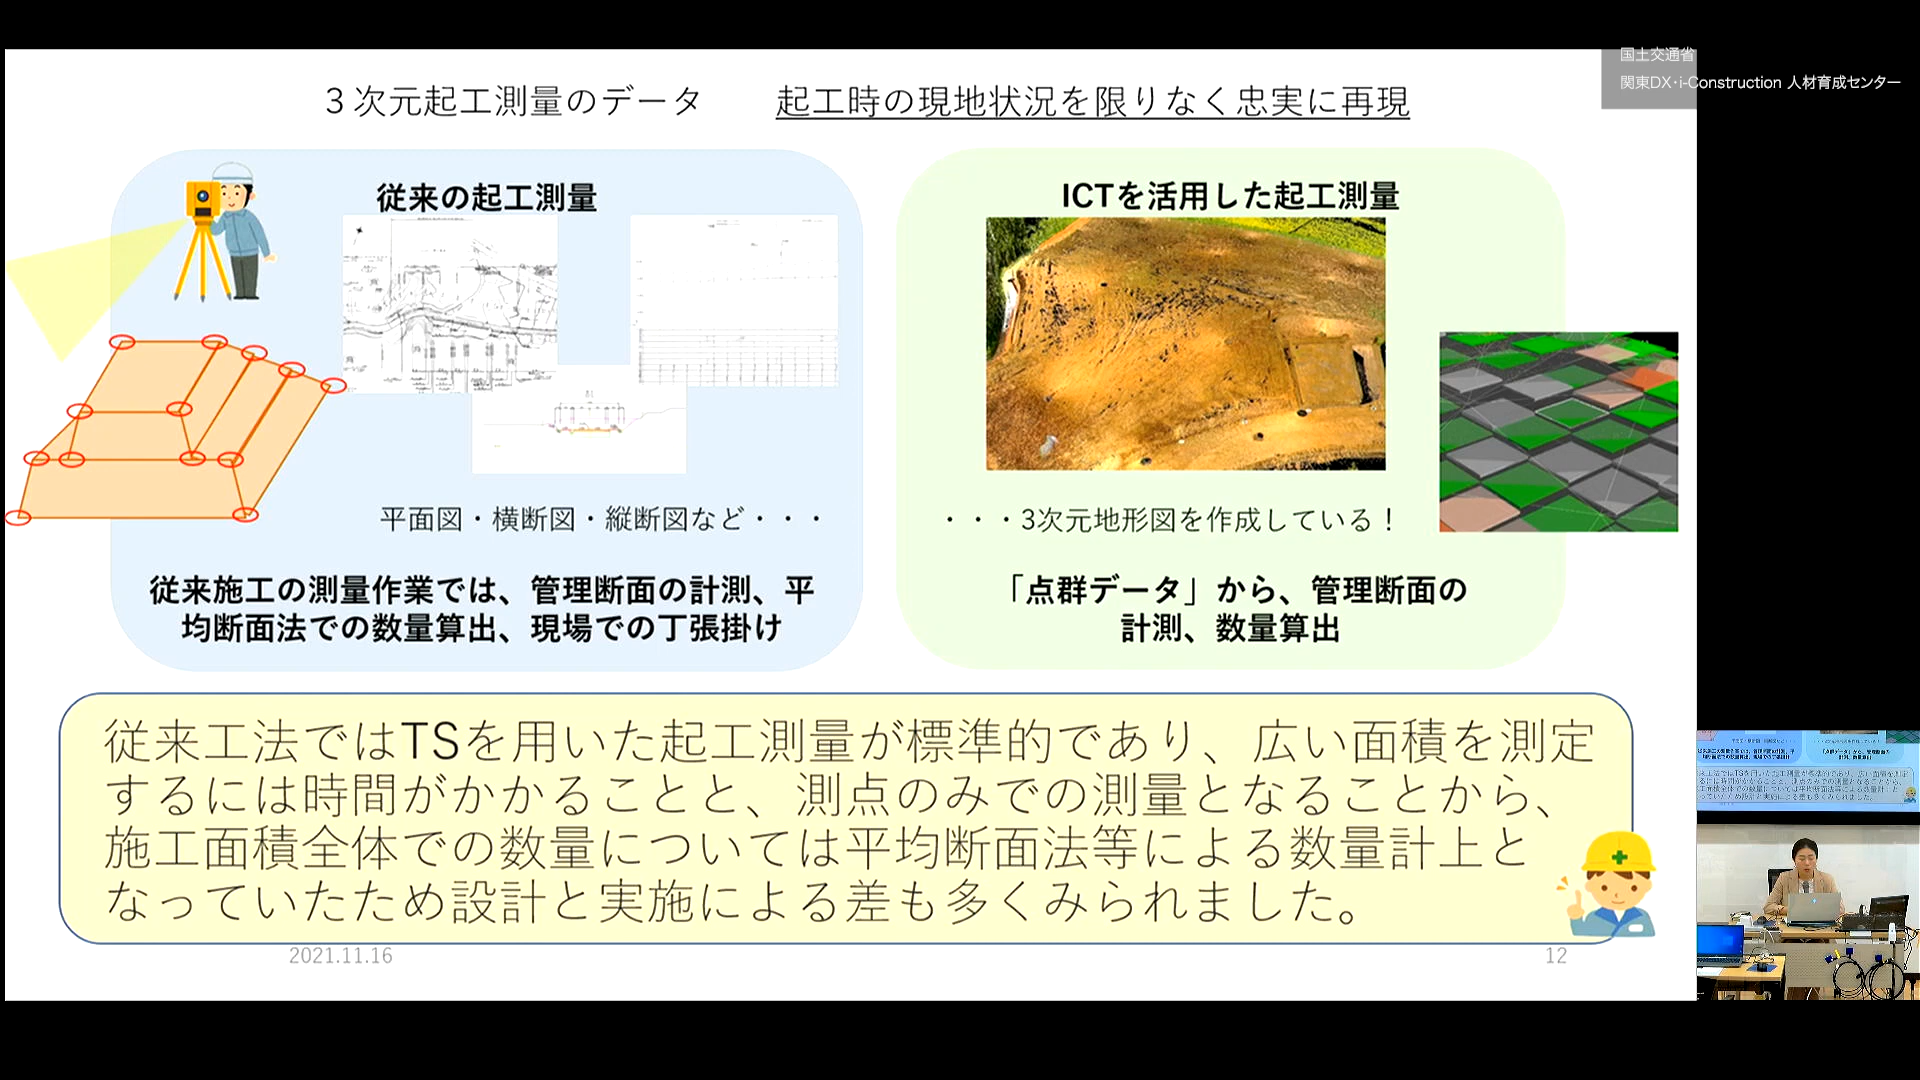 国土交通省
関東DX・i-Construction 人材育成センター
３次元起工測量のデータ 起工時の現地状況を限りなく忠実に再現
従来の起工測量
平面図・横断図・縦断図など・・・
従来施工の測量作業では、管理断面の計測、平
均断面法での数量算出、現場での丁張掛け
ICTを活用した起工測量
・・・3次元地形図を作成している！
「点群データ」から、管理断面の
計測、数量算出
従来工法ではTSを用いた起工測量が標準的であり、広い面積を測定
するには時間がかかることと、測点のみでの測量となることから、
施工面積全体での数量については平均断面法等による数量計上と
なっていたため設計と実施による差も多くみられました。
2021.11.16
12